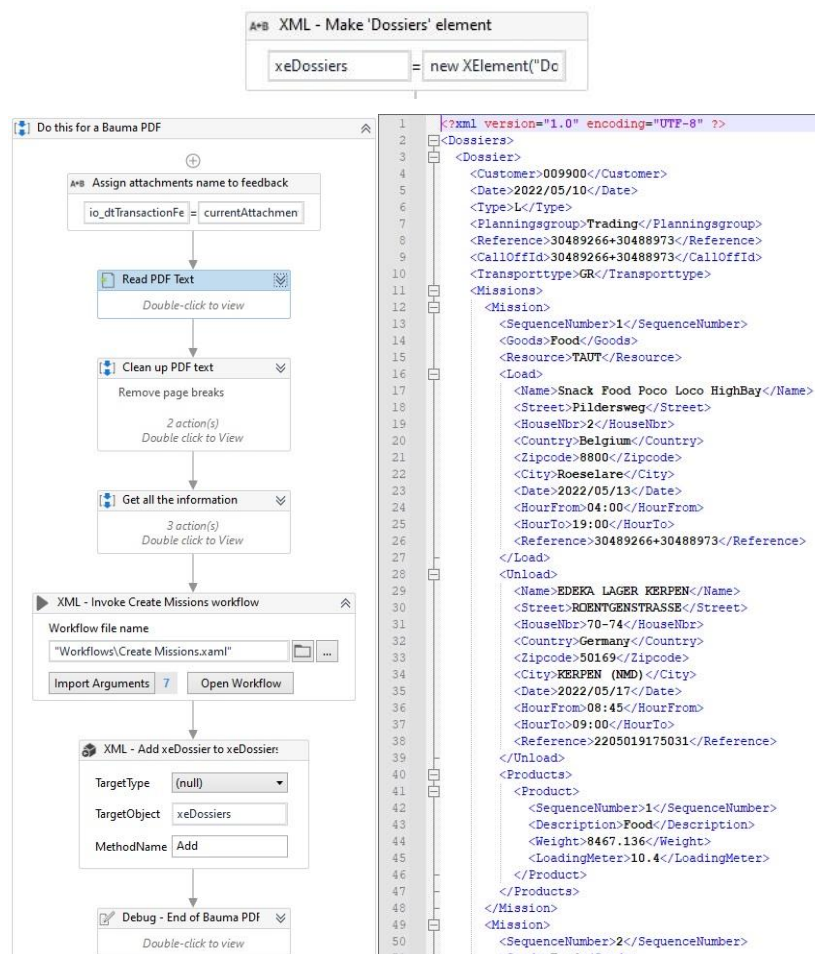 A+B XML - Make 'Dossiers' element
xeDossiers = new XElement("Do
Do this for a Bauma PDF
A+B Assign attachments name to feedback
io_dtTransactionFe = currentAttachmen
Read PDF Text
Double-click to view
Clean up PDF text
Remove page breaks
2 action(s)
Double click to View
Get all the information
3 action(s)
Double click to View
XML - Invoke Create Missions workflow
Workflow file name
"Workflows\Create Missions.xaml" ...
Import Arguments 7 Open Workflow
XML - Add xeDossier to xeDossiers
TargetType (null)
TargetObject xeDossiers
MethodName Add
Debug - End of Bauma PDF
Double-click to view
1 <?xml version="1.0" encoding="UTF-8" ?>
2 <Dossiers>
3 <Dossier>
4 <Customer>009900</Customer>
5 <Date>2022/05/10</Date>
6 <Type>L</Type>
7 <Planningsgroup>Trading</Planningsgroup>
8 <Reference>30489266+30488973</Reference>
9 <CallOffId>30489266+30488973</CallOffId>
10 <Transporttype>GR</Transporttype>
11 <Missions>
12 <Mission>
13 <SequenceNumber>1</SequenceNumber>
14 <Goods>Food</Goods>
15 <Resource>TAUT</Resource>
16 <Load>
17 <Name>Snack Food Poco Loco HighBay</Name>
18 <Street>Pildersweg</Street>
19 <HouseNbr>2</HouseNbr>
20 <Country>Belgium</Country>
21 <Zipcode>8800</Zipcode>
22 <City>Roeselare</City>
23 <Date>2022/05/13</Date>
24 <HourFrom>04:00</HourFrom>
25 <HourTo>19:00</HourTo>
26 <Reference>30489266+30488973</Reference>
27 </Load>
28 <Unload>
29 <Name>EDEKA LAGER KERPEN</Name>
30 <Street>ROENTGENSTRASSE</Street>
31 <HouseNbr>70-74</HouseNbr>
32 <Country>Germany</Country>
33 <Zipcode>50169</Zipcode>
34 <City>KERPEN (NMD)</City>
35 <Date>2022/05/17</Date>
36 <HourFrom>08:45</HourFrom>
37 <HourTo>09:00</HourTo>
38 <Reference>2205019175031</Reference>
39 </Unload>
40 <Products>
41 <Product>
42 <SequenceNumber>1</SequenceNumber>
43 <Description>Food</Description>
44 <Weight>8467.136</Weight>
45 <LoadingMeter>10.4</LoadingMeter>
46 </Product>
47 </Products>
48 </Mission>
49 <Mission>
50 <SequenceNumber>2</SequenceNumber>